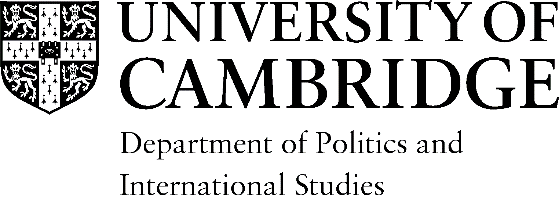 UNIVERSITY OF
CAMBRIDGE
Department of Politics and
International Studies